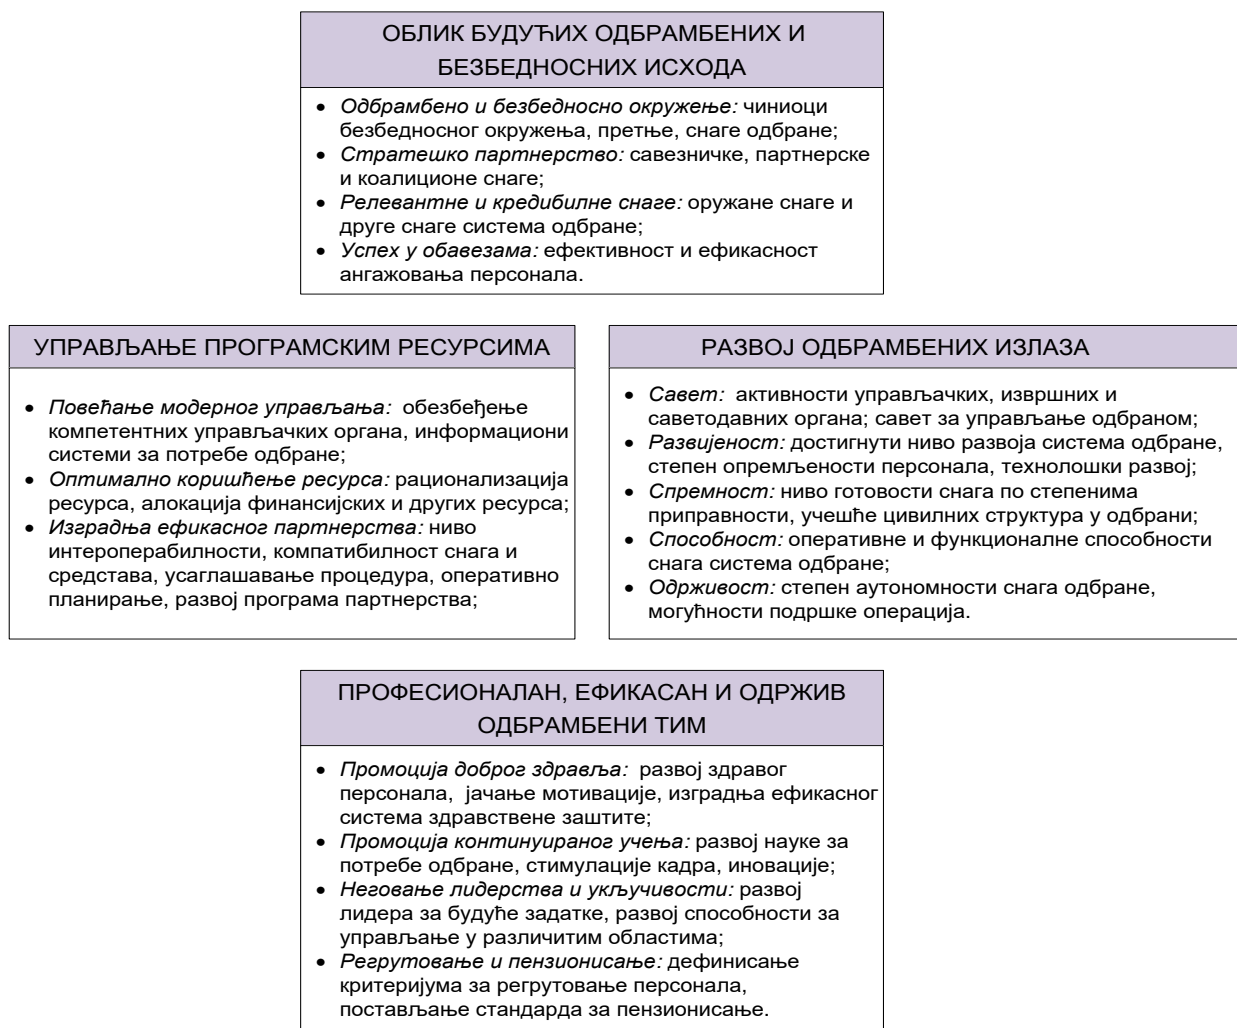 ОБЛИК БУДУЋИХ ОДБРАМБЕНИХ И
БЕЗБЕДНОСНИХ ИСХОДА
• Одбрамбено и безбедносно окружење: чиниоци
безбедносног окружења, претње, снаге одбране;
• Стратешко партнерство: савезничке, партнерске
и коалиционе снаге;
• Релевантне и кредибилне снаге: оружане снаге и
друге снаге система одбране;
• Успех у обавезама: ефективност и ефикасност
ангажовања персонала.
УПРАВЉАЊЕ ПРОГРАМСКИМ РЕСУРСИМА
• Повећање модерног управљања: обезбеђење
компетентних управљачких органа, информациони
системи за потребе одбране;
• Оптимално коришћење ресурса: рационализација
ресурса, алокација финансијских и других ресурса;
• Изградња ефикасног партнерства: ниво
интероперабилности, компатибилност снага и
средстава, усаглашавање процедура, оперативно
планирање, развој програма партнерства;
РАЗВОЈ ОДБРАМБЕНИХ ИЗЛАЗА
• Савет: активности управљачких, извршних и
саветодавних органа; савет за управљање одбраном;
• Развијеност: достигнути ниво развоја система одбране,
степен опремљености персонала, технолошки развој;
• Спремност: ниво готовости снага по степенима
приправности, учешће цивилних структура у одбрани;
• Способност: оперативне и функционалне способности
снага система одбране;
• Одрживост: степен аутономности снага одбране,
могућности подршке операција.
ПРОФЕСИОНАЛАН, ЕФИКАСАН И ОДРЖИВ
ОДБРАМБЕНИ ТИМ
• Промоција доброг здравља: развој здравог
персонала, јачање мотивације, изградња ефикасног
система здравствене заштите;
• Промоција континуираног учења: развој науке за
потребе одбране, стимулације кадра, иновације;
• Неговање лидерства и укључивости: развој
лидера за будуће задатке, развој способности за
управљање у различитим областима;
• Регрутовање и пензионисање: дефинисање
критеријума за регрутовање персонала,
постављање стандарда за пензионисање.